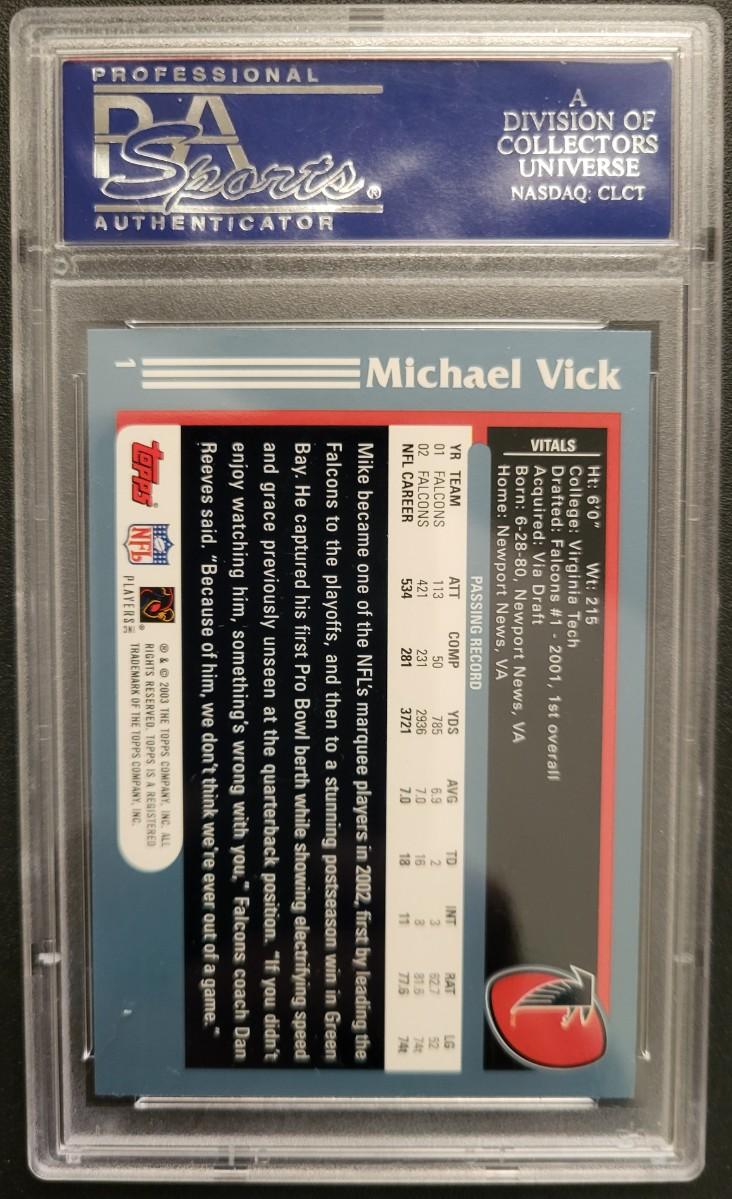 PROFESSIONAL
PSA
Sports®
AUTHENTICATOR
A
DIVISION OF
COLLECTORS
UNIVERSE
NASDAQ: CLCT
1
Michael Vick
VITALS
Ht: 6'0" Wt: 215
College: Virginia Tech
Drafted: Falcons #1 - 2001, 1st overall
Acquired: Via Draft
Born: 6-28-80, Newport News, VA
Home: Newport News, VA
PASSING RECORD
YR TEAM ATT COMP YDS AVG TD INT RAT LG
01 FALCONS 113 50 785 6.9 2 3 62.7 52
02 FALCONS 421 231 2936 7.0 16 8 81.6 74t
NFL CAREER 534 281 3721 7.0 18 11 77.6 74t
Mike became one of the NFL's marquee players in 2002, first by leading the
Falcons to the playoffs, and then to a stunning postseason win in Green
Bay. He captured his first Pro Bowl berth while showing electrifying speed
and grace previously unseen at the quarterback position. "If you didn't
enjoy watching him, something's wrong with you," Falcons coach Dan
Reeves said. "Because of him, we don't think we're ever out of a game."
topps®
NFL
PLAYERS
® & © 2003 THE TOPPS COMPANY, INC. ALL
RIGHTS RESERVED. TOPPS IS A REGISTERED
TRADEMARK OF THE TOPPS COMPANY, INC.